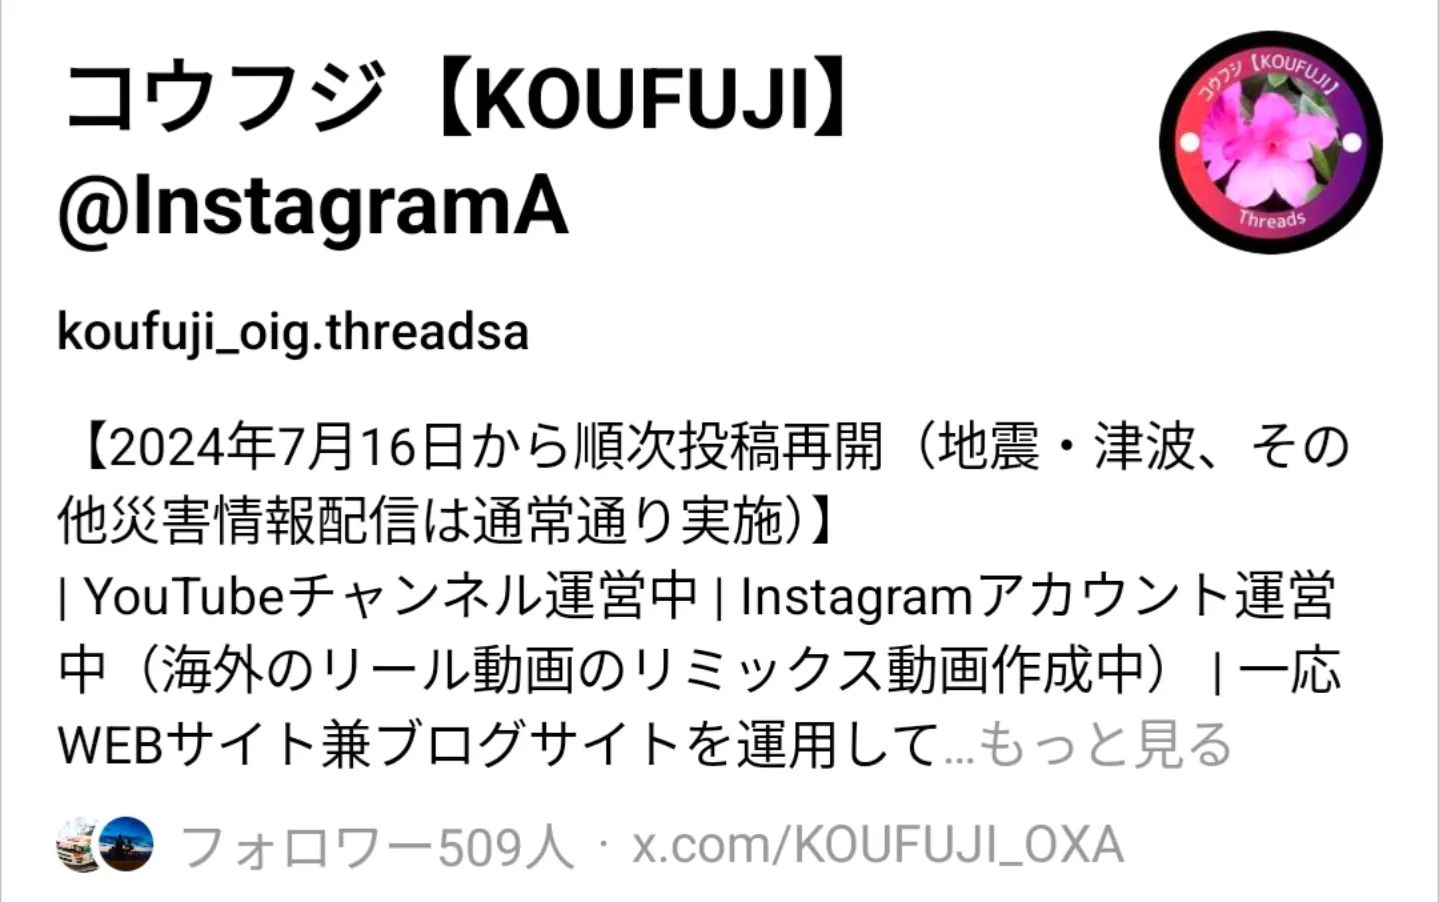 コウフジ【KOUFUJI】
@InstagramA
コウフジ【KOUFUJI】
Threads
koufuji_oig.threadsa
【2024年7月16日から順次投稿再開（地震・津波、その
他災害情報配信は通常通り実施）】
| YouTubeチャンネル運営中 | Instagramアカウント運営
中（海外のリール動画のリミックス動画作成中） | 一応
WEBサイト兼ブログサイトを運用して...もっと見る
フォロワー509人 · x.com/KOUFUJI_OXA